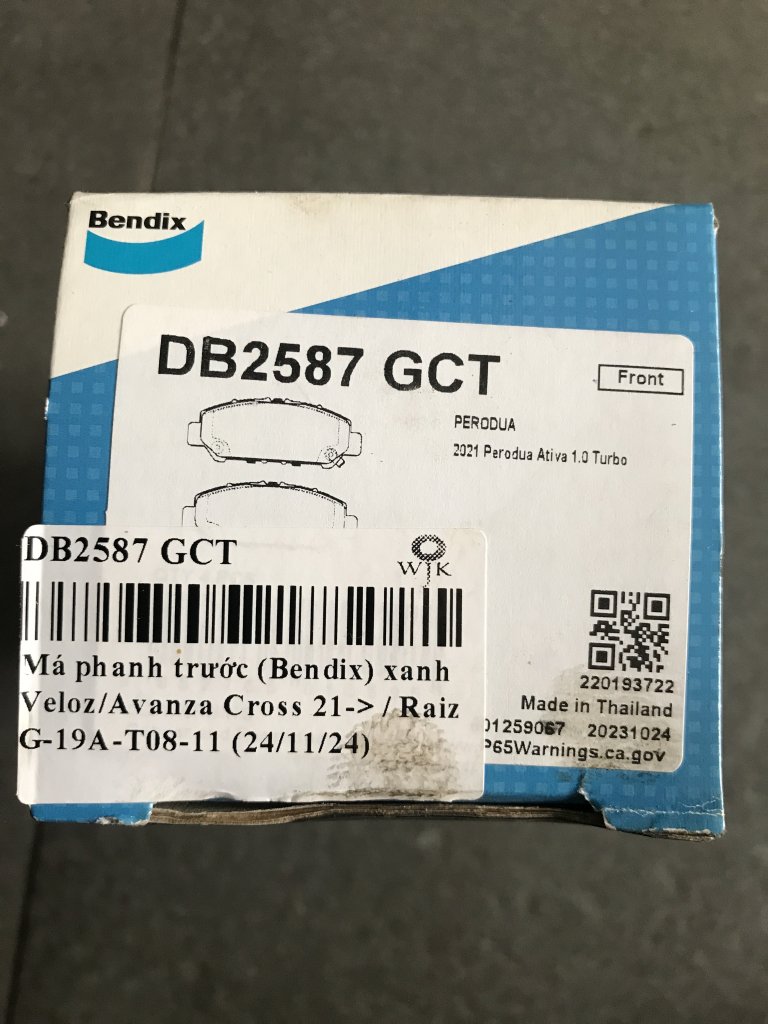 Bendix
DB2587 GCT
Front
PERODUA
2021 Perodua Ativa 1.0 Turbo
DB2587 GCT
WJK
Má phanh trước (Bendix) xanh
Veloz/Avanza Cross 21-> / Raiz
G-19A-T08-11 (24/11/24)
220193722
Made in Thailand
01259067 20231024
P65Warnings.ca.gov